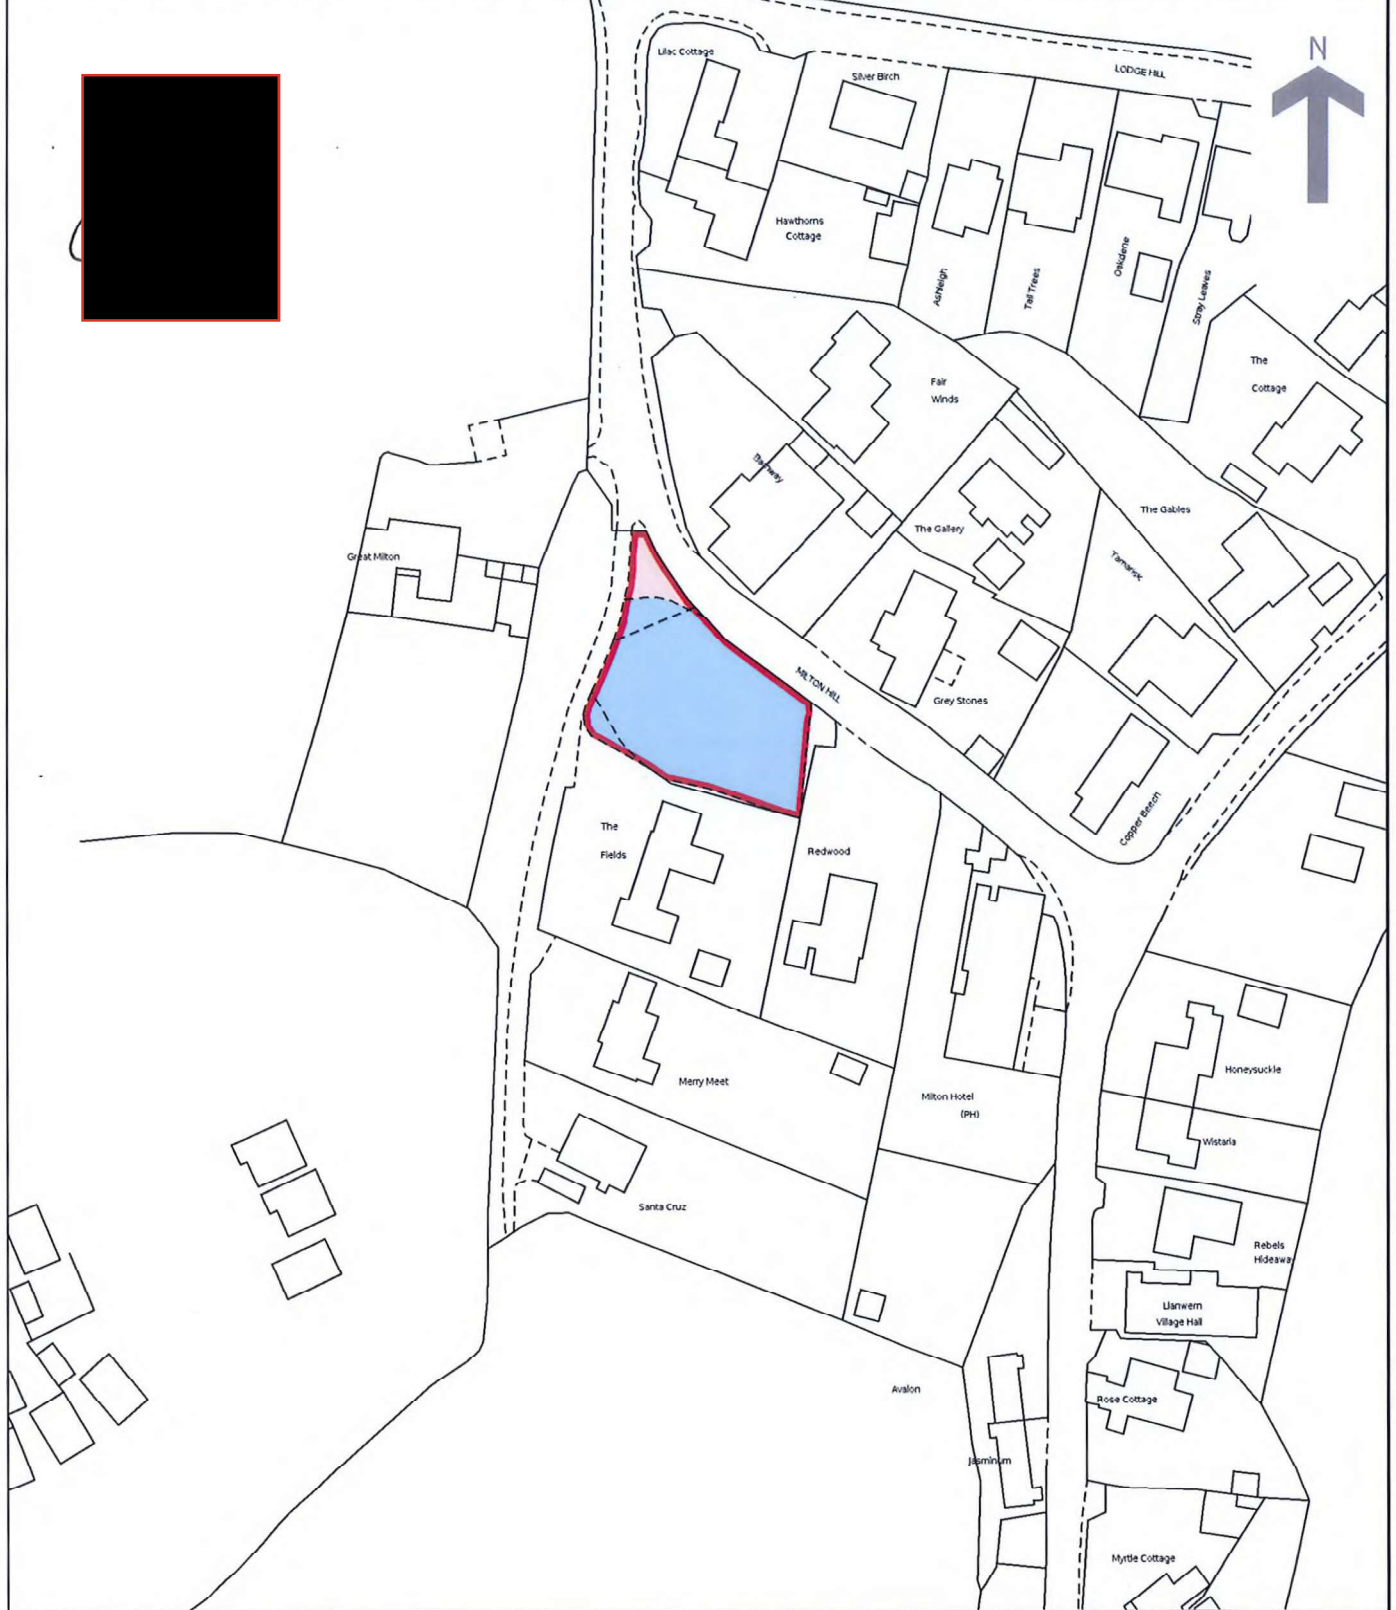 N
Lilac Cottage
LODGE HILL
Silver Birch
Hawthorns
Cottage
Ashleigh
Tall Trees
Oakdene
Stray Leaves
The
Cottage
Fair
Winds
The Gallery
The Gables
Tamarisk
Great Milton
MILTON HILL
Grey Stones
Copper Beech
The
Fields
Redwood
Merry Meet
Milton Hotel
(PH)
Honeysuckle
Wistaria
Santa Cruz
Rebels
Hideaway
Llanwern
Village Hall
Avalon
Rose Cottage
Jasminum
Myrtle Cottage